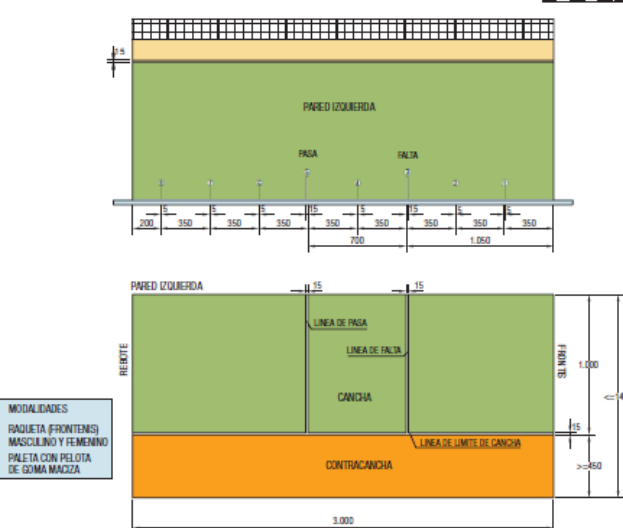 15
PARED IZQUIERDA
PASA
FALTA
5
5
5
15
5
15
5
5
200
350
350
350
350
350
350
350
350
700
1.050
PARED IZQUIERDA
15
15
LINEA DE PASA
LINEA DE FALTA
REBOTE
FRONTIS
1.000
CANCHA
15
LINEA DE LIMITE DE CANCHA
>=450
CONTRACANCHA
3.000
MODALIDADES
RAQUETA (FRONTENIS)
MASCULINO Y FEMENINO
PALETA CON PELOTA
DE GOMA MACIZA